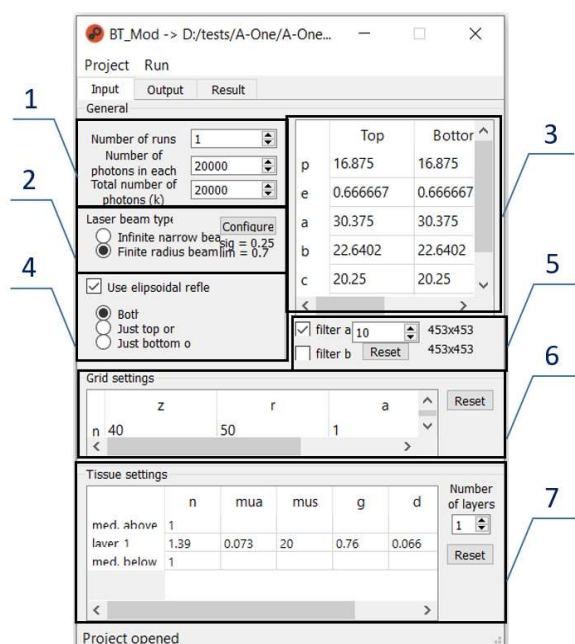 BT_Mod -> D:/tests/A-One/A-One...
Project Run
Input Output Result
General
1
Number of runs 1
Number of
photons in each 20000
Total number of
photons (k) 20000
2
Laser beam type
Configure
Infinite narrow bea
sig = 0.25
Finite radius beam lim = 0.7
3
Top Bottor
p 16.875 16.875
e 0.666667 0.666667
a 30.375 30.375
b 22.6402 22.6402
c 20.25 20.25
4
Use elipsoidal refle
Both
Just top or
Just bottom o
5
filter a 10 453x453
filter b Reset 453x453
6
Grid settings
z r a
n 40 50 1
Reset
7
Tissue settings
n mua mus g d
med. above 1
layer 1 1.39 0.073 20 0.76 0.066
med. below 1
Number
of layers
1
Reset
Project opened